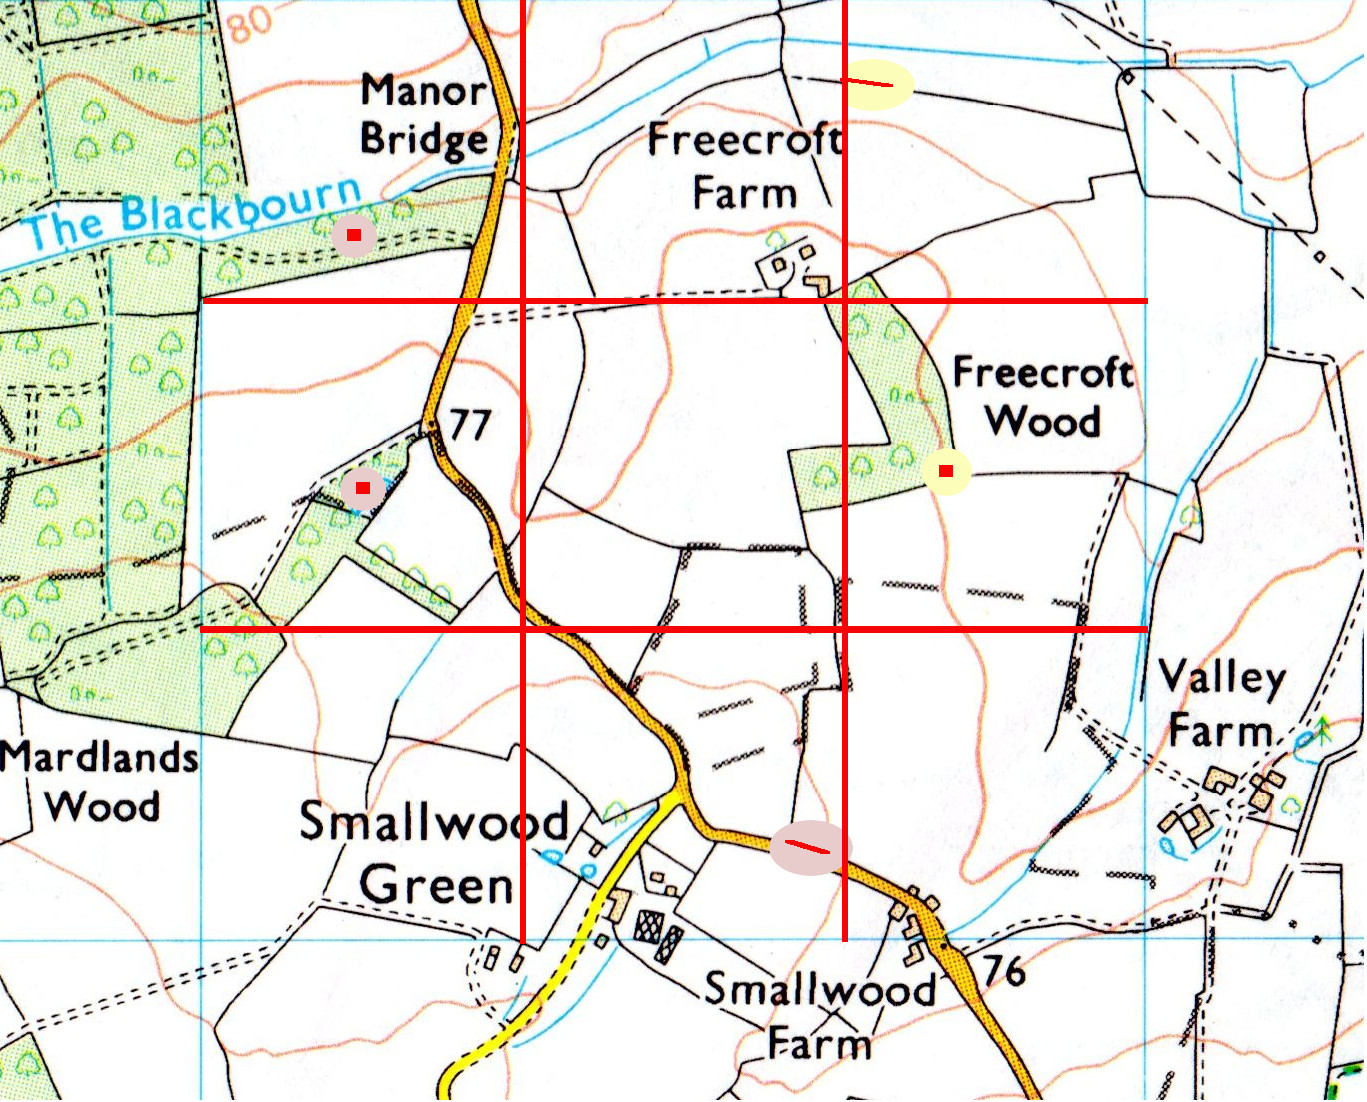 80
Manor
Bridge
Freecroft
Farm
The Blackbourn
Freecroft
Wood
77
Valley
Farm
Mardlands
Wood
Smallwood
Green
Smallwood
Farm
76